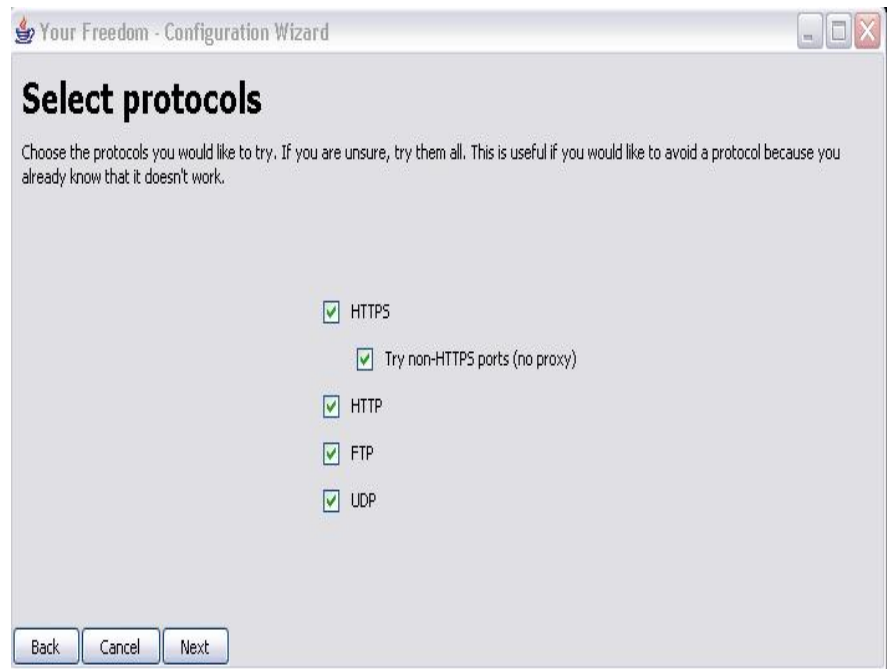 Your Freedom - Configuration Wizard
Select protocols
Choose the protocols you would like to try. If you are unsure, try them all. This is useful if you would like to avoid a protocol because you
already know that it doesn't work.
HTTPS
Try non-HTTPS ports (no proxy)
HTTP
FTP
UDP
Back Cancel Next